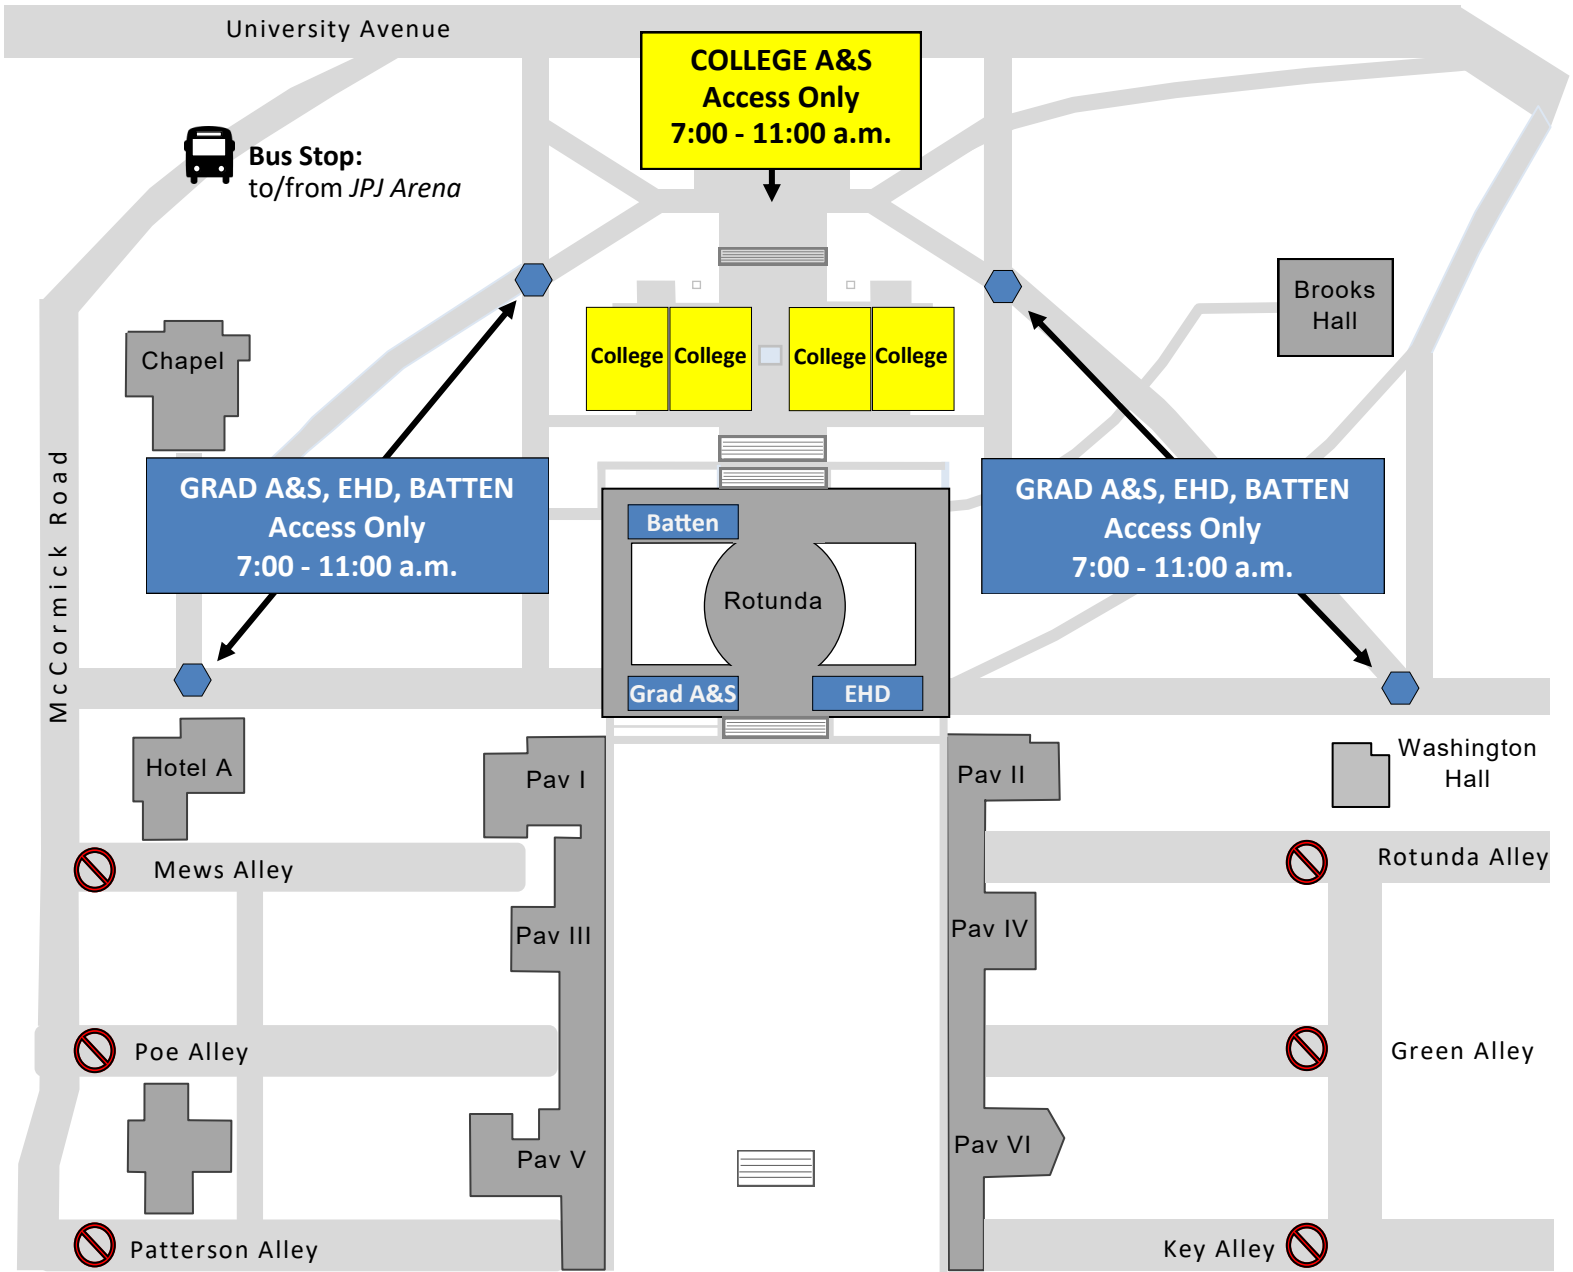 University Avenue
COLLEGE A&S
Access Only
7:00 - 11:00 a.m.
Bus Stop:
to/from JPJ Arena
Brooks
Hall
Chapel
College
College
College
College
McCormick Road
GRAD A&S, EHD, BATTEN
Access Only
7:00 - 11:00 a.m.
GRAD A&S, EHD, BATTEN
Access Only
7:00 - 11:00 a.m.
Batten
Rotunda
Grad A&S
EHD
Hotel A
Pav I
Pav II
Washington
Hall
Mews Alley
Rotunda Alley
Pav III
Pav IV
Poe Alley
Green Alley
Pav V
Pav VI
Patterson Alley
Key Alley